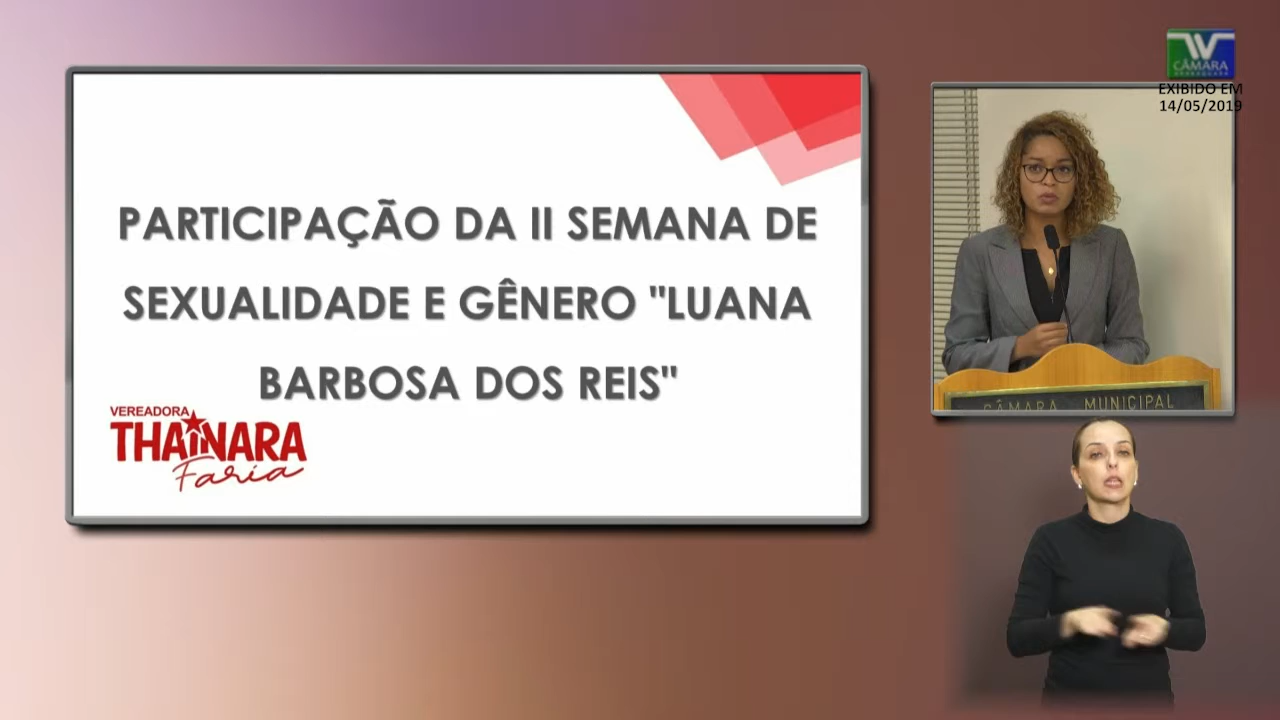 PARTICIPAÇÃO DA II SEMANA DE
SEXUALIDADE E GÊNERO "LUANA
BARBOSA DOS REIS"
VEREADORA
THAINARA
Faria
W
CÂMARA
EXIBIDO EM
14/05/2019
CÂMARA MUNICIPAL